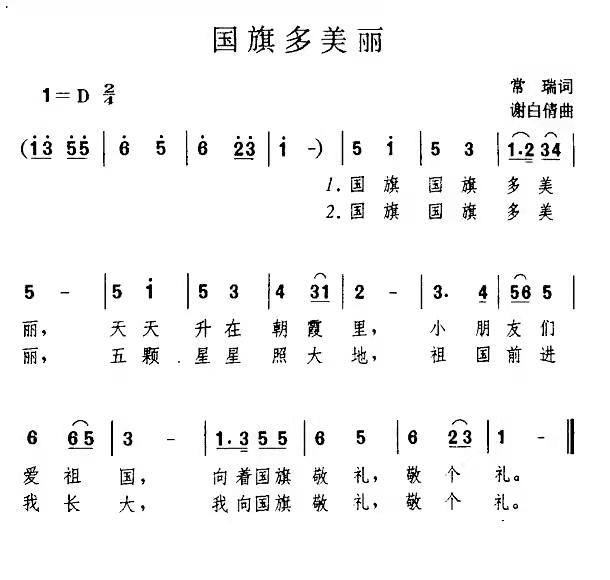 国旗多美丽
1=D 2/4
常 瑞词
谢白倩曲
(1̇3̇ 5̇5̇ | 6̇ 5̇ | 6̇ 2̇3̇ | 1̇ -) | 5 1̇ | 5 3 | 1·2 34 |
1.国 旗 国 旗 多 美
2.国 旗 国 旗 多 美
5 - | 5 1̇ | 5 3 | 4 31 | 2 - | 3· 4 | 56 5 |
丽， 天 天 升 在 朝 霞 里， 小 朋 友 们
丽， 五 颗 星 星 照 大 地， 祖 国 前 进
6 65 | 3 - | 1·3 55 | 6 5 | 6 23 | 1 - ‖
爱 祖 国， 向着国旗 敬 礼，敬 个 礼。
我 长 大， 我向国旗 敬 礼，敬 个 礼。